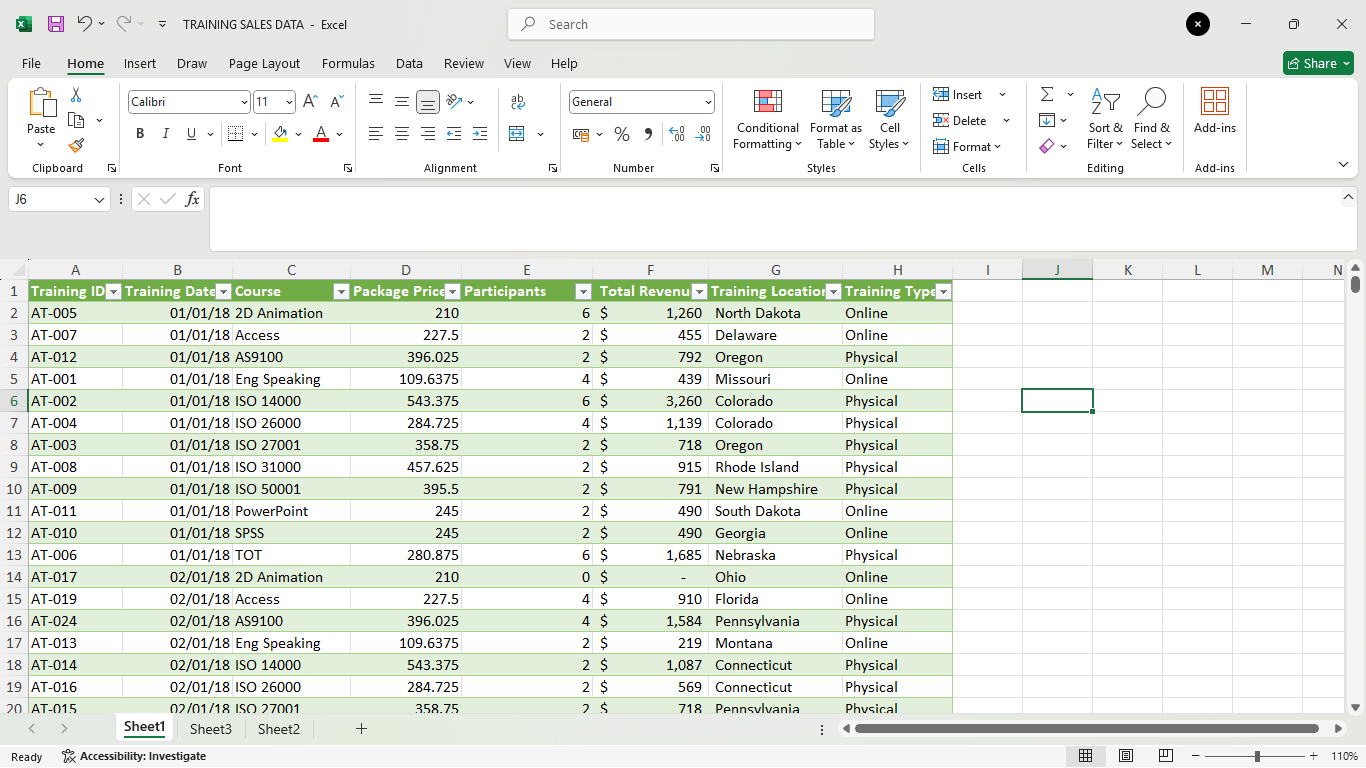 TRAINING SALES DATA - Excel
Search
File Home Insert Draw Page Layout Formulas Data Review View Help
Share
Paste
Calibri 11
B I U
ab
General
% 9
Conditional Formatting
Format as Table
Cell Styles
Insert
Delete
Format
Sort & Filter
Find & Select
Add-ins
Clipboard Font Alignment Number Styles Cells Editing Add-ins
J6 fx
A B C D E F G H I J K L M N
1 Training ID Training Date Course Package Price Participants Total Revenu Training Location Training Type
2 AT-005 01/01/18 2D Animation 210 6 $ 1,260 North Dakota Online
3 AT-007 01/01/18 Access 227.5 2 $ 455 Delaware Online
4 AT-012 01/01/18 AS9100 396.025 2 $ 792 Oregon Physical
5 AT-001 01/01/18 Eng Speaking 109.6375 4 $ 439 Missouri Online
6 AT-002 01/01/18 ISO 14000 543.375 6 $ 3,260 Colorado Physical
7 AT-004 01/01/18 ISO 26000 284.725 4 $ 1,139 Colorado Physical
8 AT-003 01/01/18 ISO 27001 358.75 2 $ 718 Oregon Physical
9 AT-008 01/01/18 ISO 31000 457.625 2 $ 915 Rhode Island Physical
10 AT-009 01/01/18 ISO 50001 395.5 2 $ 791 New Hampshire Physical
11 AT-011 01/01/18 PowerPoint 245 2 $ 490 South Dakota Online
12 AT-010 01/01/18 SPSS 245 2 $ 490 Georgia Online
13 AT-006 01/01/18 TOT 280.875 6 $ 1,685 Nebraska Physical
14 AT-017 02/01/18 2D Animation 210 0 $ - Ohio Online
15 AT-019 02/01/18 Access 227.5 4 $ 910 Florida Online
16 AT-024 02/01/18 AS9100 396.025 4 $ 1,584 Pennsylvania Physical
17 AT-013 02/01/18 Eng Speaking 109.6375 2 $ 219 Montana Online
18 AT-014 02/01/18 ISO 14000 543.375 2 $ 1,087 Connecticut Physical
19 AT-016 02/01/18 ISO 26000 284.725 2 $ 569 Connecticut Physical
20 AT-015 02/01/18 ISO 27001 358.75 2 $ 718 Pennsylvania Physical
Sheet1 Sheet3 Sheet2
Ready Accessibility: Investigate 110%